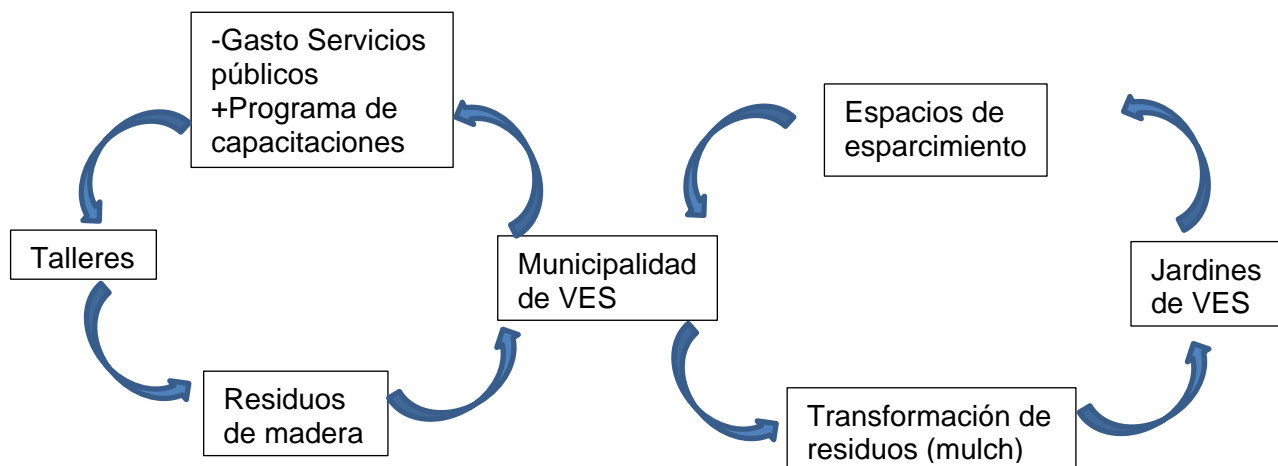 -Gasto Servicios
públicos
+Programa de
capacitaciones
Espacios de
esparcimiento
Talleres
Municipalidad
de VES
Jardines
de VES
Residuos
de madera
Transformación de
residuos (mulch)